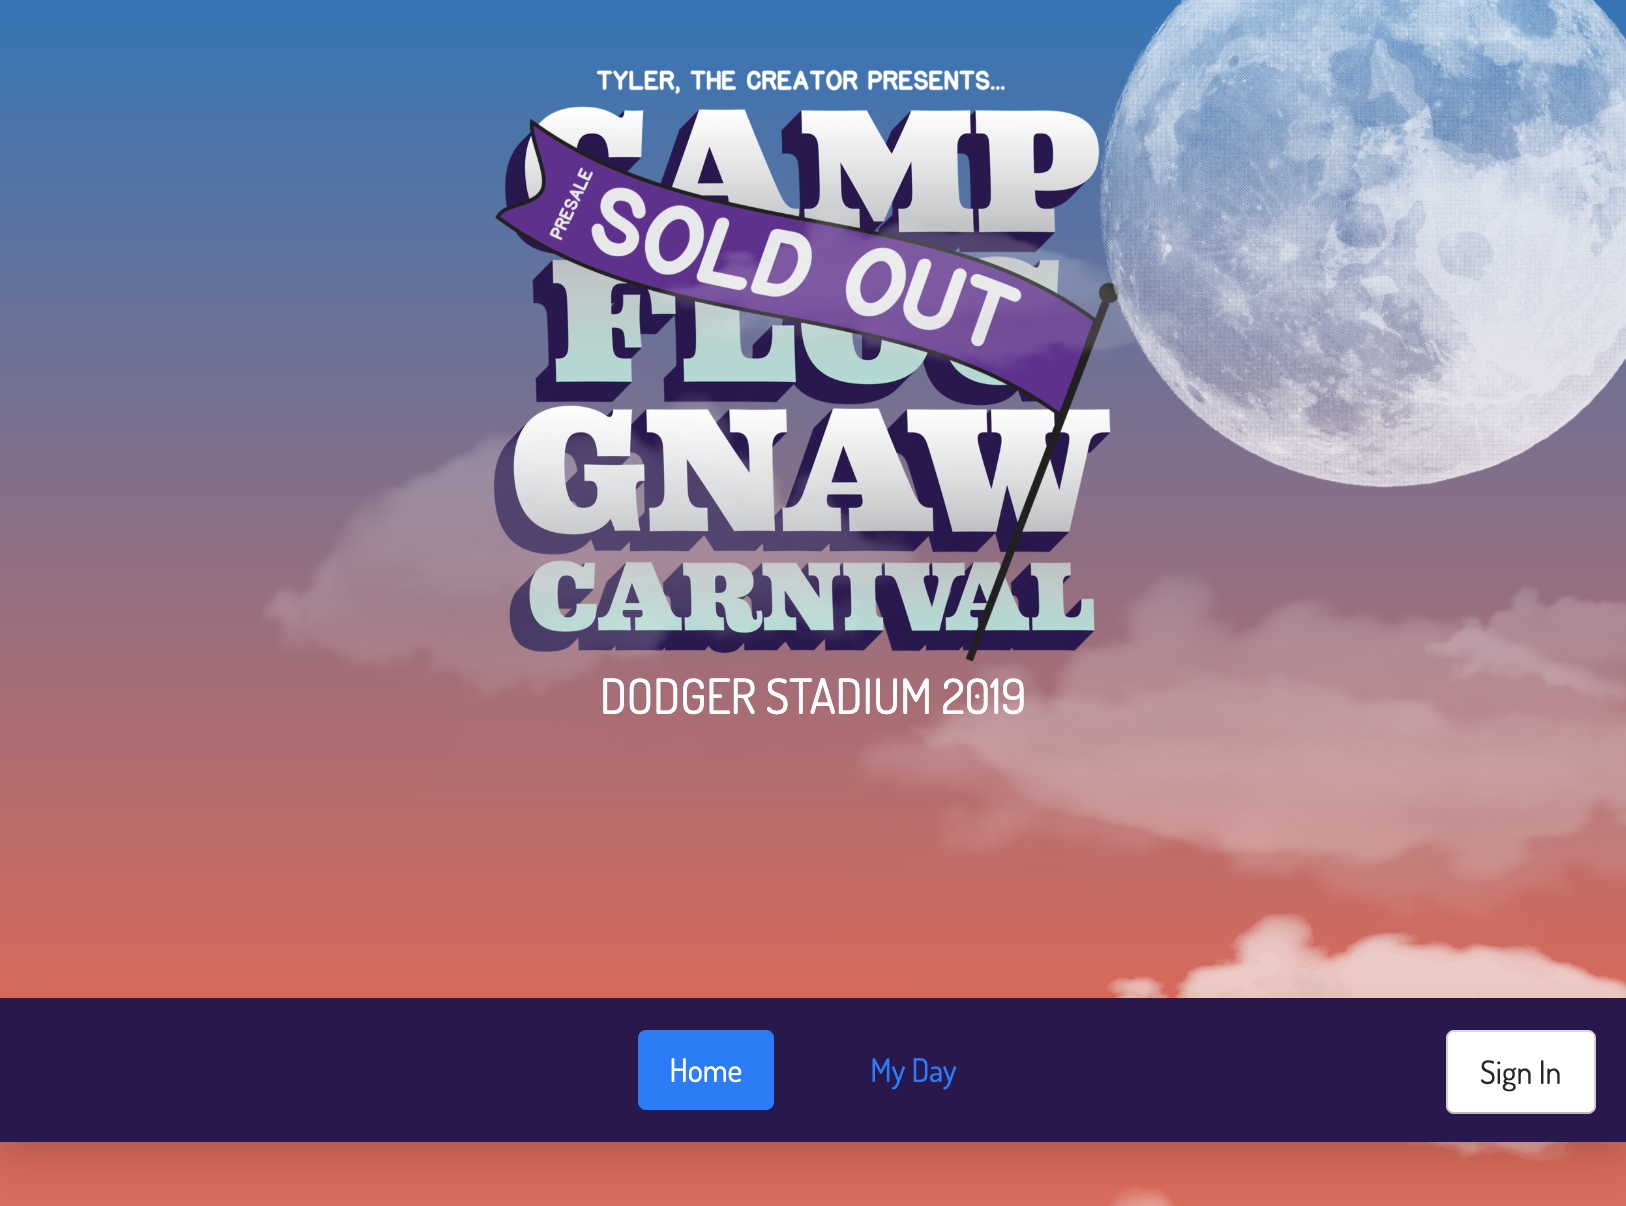 TYLER, THE CREATOR PRESENTS...
CAMP
PRESALE
SOLD OUT
FLOG
GNAW
CARNIVAL
DODGER STADIUM 2019
Home
My Day
Sign In